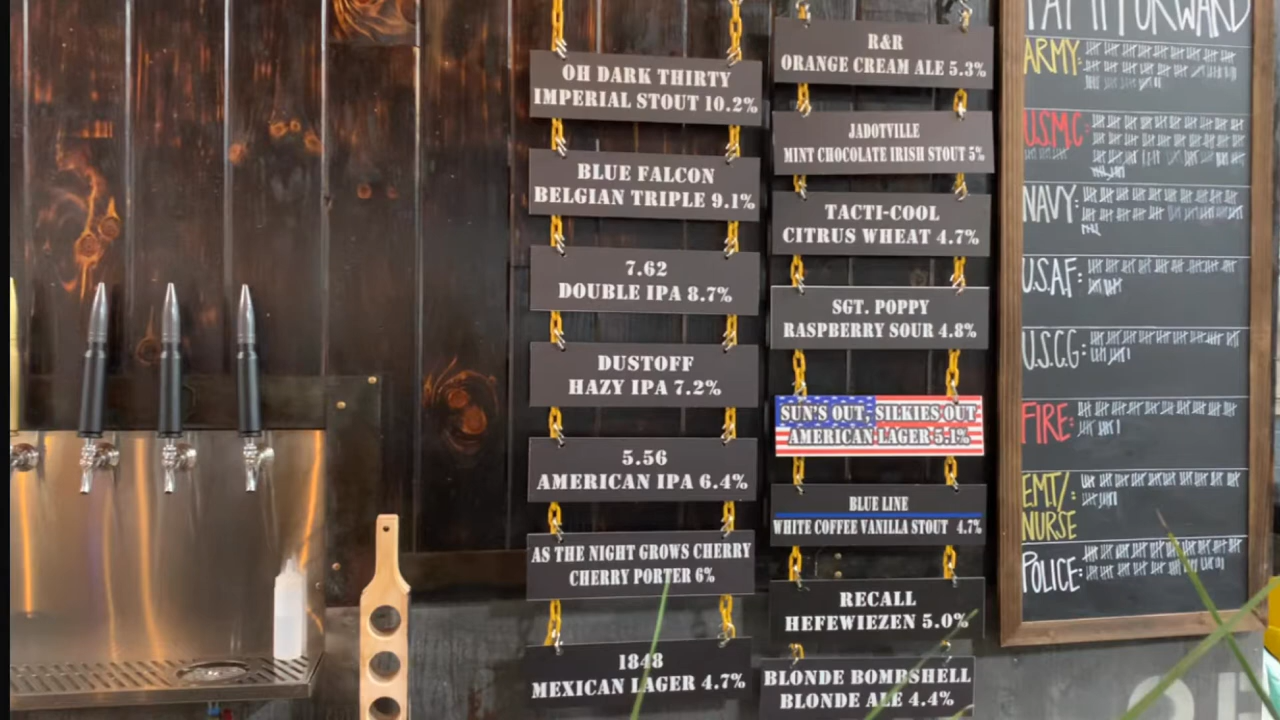 OH DARK THIRTY
IMPERIAL STOUT 10.2%
BLUE FALCON
BELGIAN TRIPLE 9.1%
7.62
DOUBLE IPA 8.7%
DUSTOFF
HAZY IPA 7.2%
5.56
AMERICAN IPA 6.4%
AS THE NIGHT GROWS CHERRY
CHERRY PORTER 6%
1848
MEXICAN LAGER 4.7%
R&R
ORANGE CREAM ALE 5.3%
JADOTVILLE
MINT CHOCOLATE IRISH STOUT 5%
TACTI-COOL
CITRUS WHEAT 4.7%
SGT. POPPY
RASPBERRY SOUR 4.8%
SUN'S OUT, SILKIES OUT
AMERICAN LAGER 5.1%
BLUE LINE
WHITE COFFEE VANILLA STOUT 4.7%
RECALL
HEFEWIEZEN 5.0%
BLONDE BOMBSHELL
BLONDE ALE 4.4%
PAY IT FORWARD
ARMY:
U.S.M.C:
NAVY:
U.S.A.F:
U.S.C.G:
FIRE:
EMT/:
NURSE
POLICE: